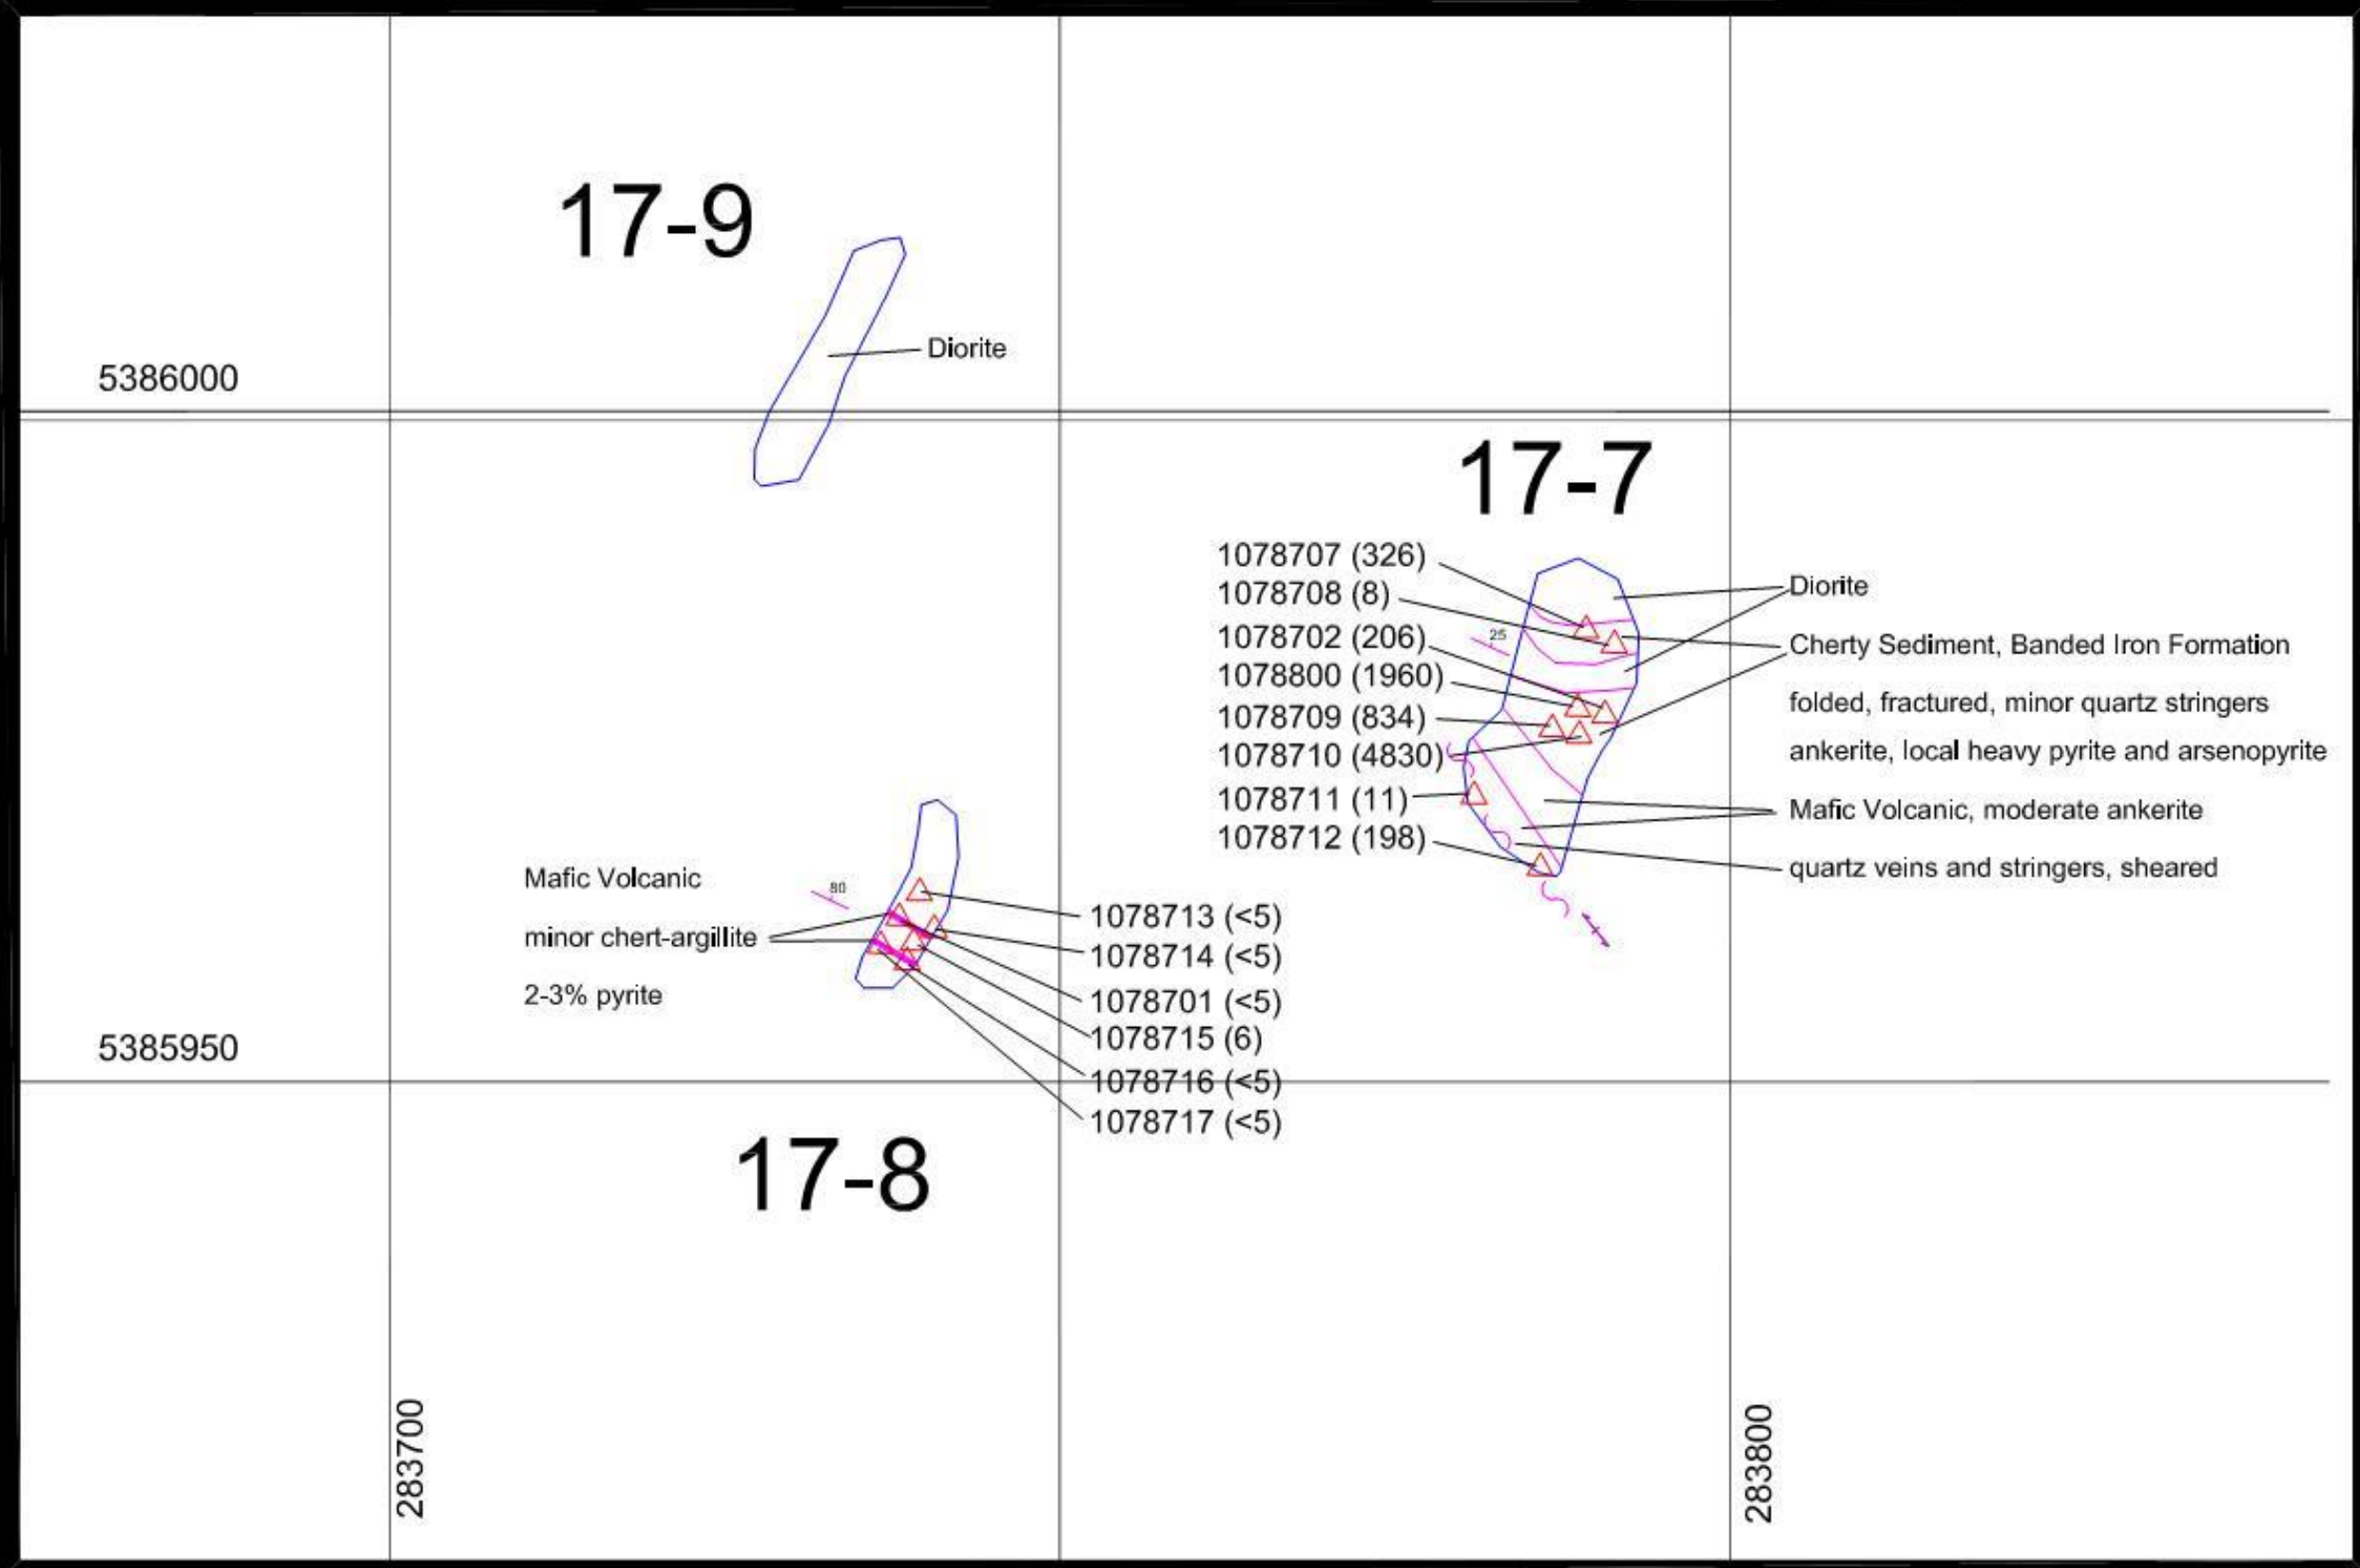 17-9
Diorite
5386000
17-7
1078707 (326)
1078708 (8)
1078702 (206)
1078800 (1960)
1078709 (834)
1078710 (4830)
1078711 (11)
1078712 (198)
25
Diorite
Cherty Sediment, Banded Iron Formation
folded, fractured, minor quartz stringers
ankerite, local heavy pyrite and arsenopyrite
Mafic Volcanic, moderate ankerite
quartz veins and stringers, sheared
Mafic Volcanic
minor chert-argillite
2-3% pyrite
80
1078713 (<5)
1078714 (<5)
1078701 (<5)
1078715 (6)
1078716 (<5)
1078717 (<5)
5385950
17-8
283700
283800